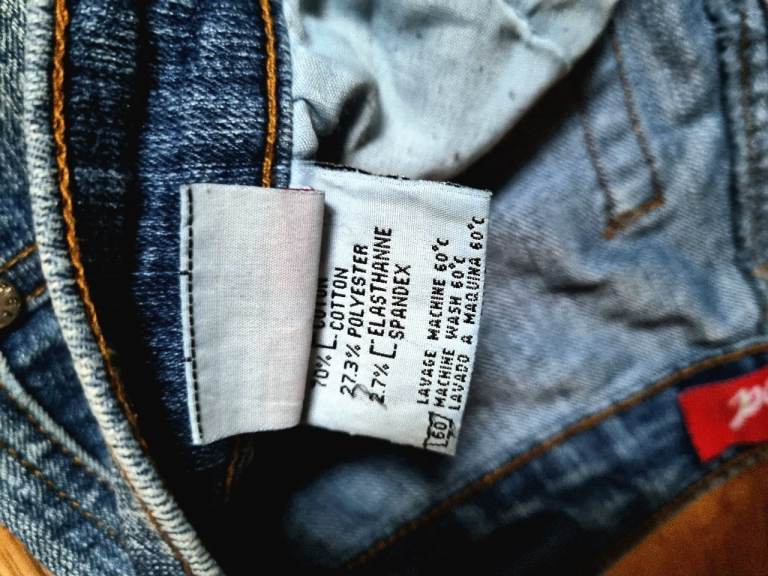 70% COTON
COTTON
27.3% POLYESTER
2.7% ELASTHANNE
SPANDEX
LAVAGE MACHINE 60°C
MACHINE WASH 60°C
LAVADO A MAQUINA 60°C
60